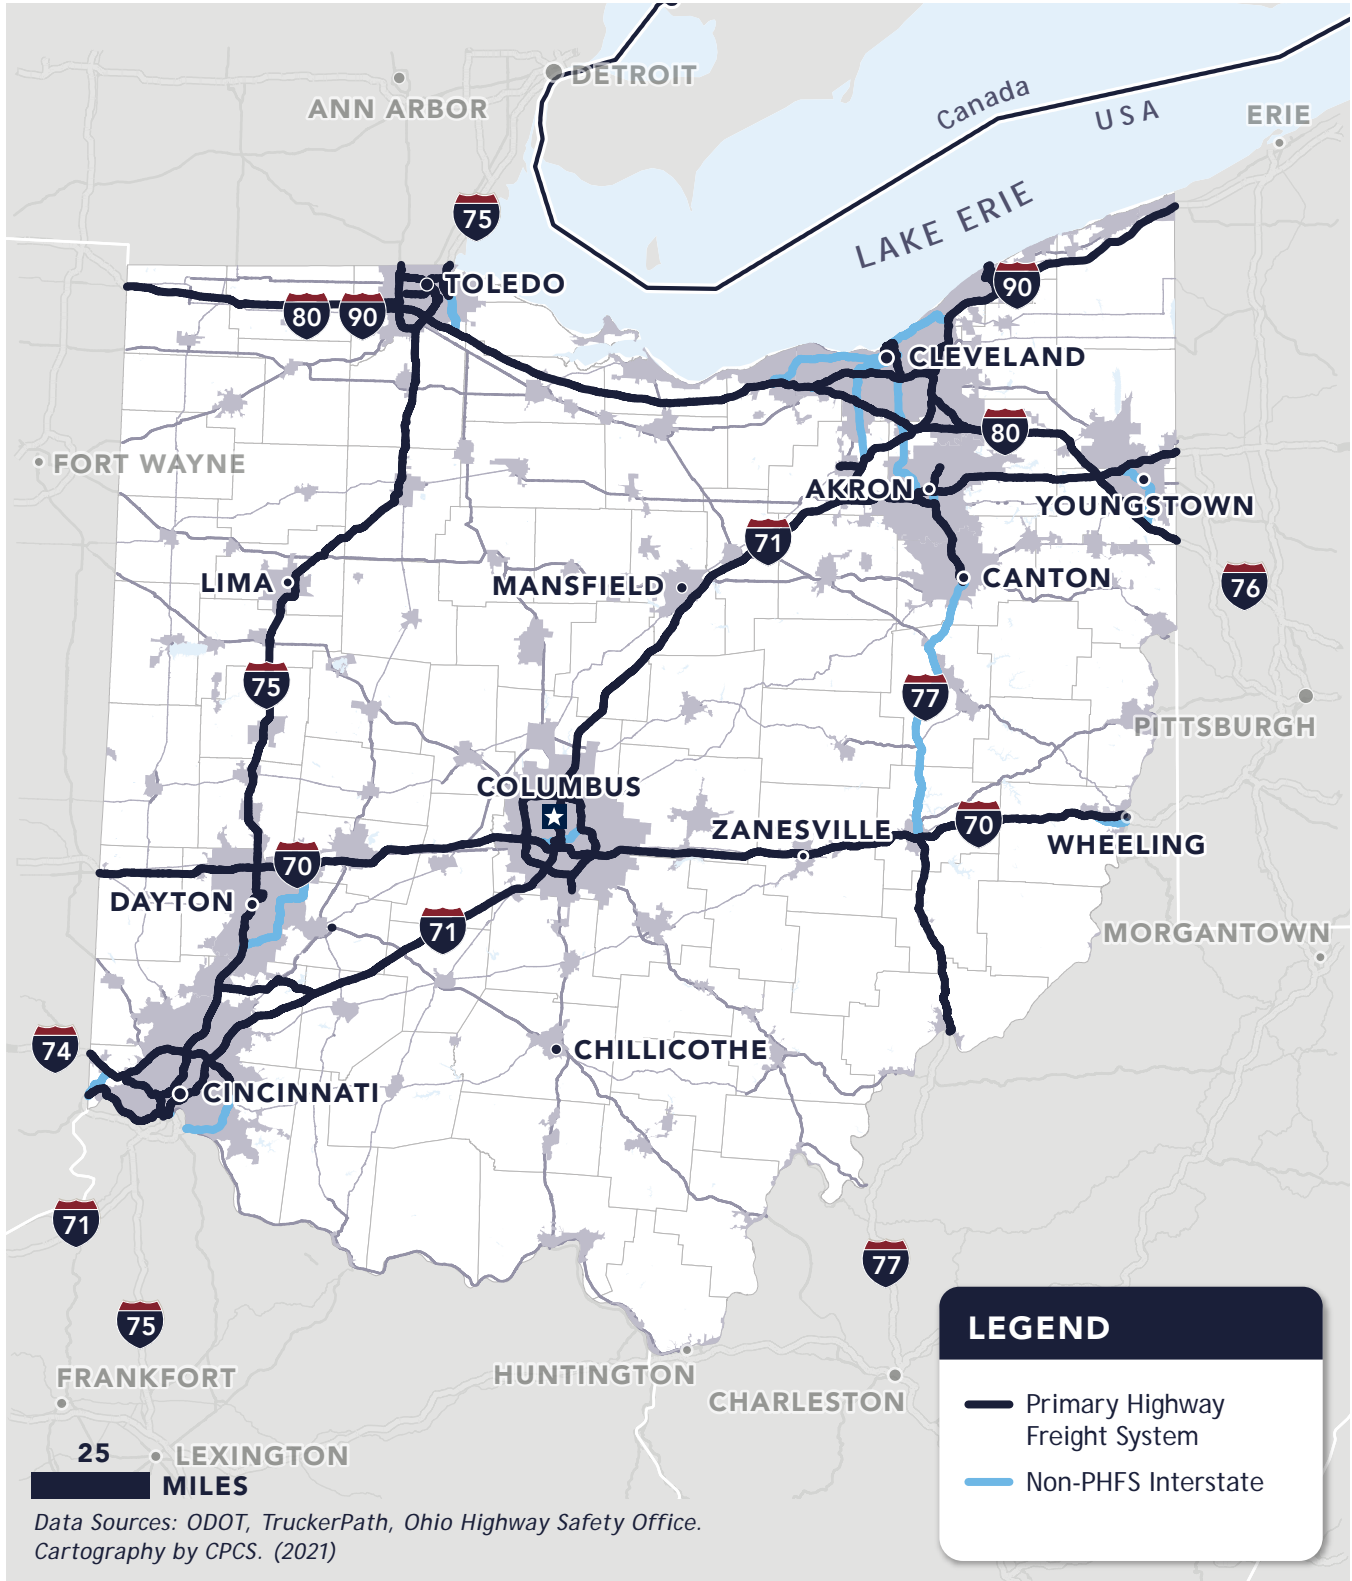 DETROIT
ANN ARBOR
Canada
USA
ERIE
75
LAKE ERIE
TOLEDO
90
80
90
CLEVELAND
80
FORT WAYNE
AKRON
YOUNGSTOWN
71
LIMA
MANSFIELD
CANTON
76
75
77
PITTSBURGH
COLUMBUS
ZANESVILLE
70
WHEELING
70
DAYTON
71
MORGANTOWN
74
CHILLICOTHE
CINCINNATI
71
77
75
LEGEND
FRANKFORT
HUNTINGTON
CHARLESTON
Primary Highway
Freight System
Non-PHFS Interstate
LEXINGTON
25
MILES
Data Sources: ODOT, TruckerPath, Ohio Highway Safety Office.
Cartography by CPCS. (2021)